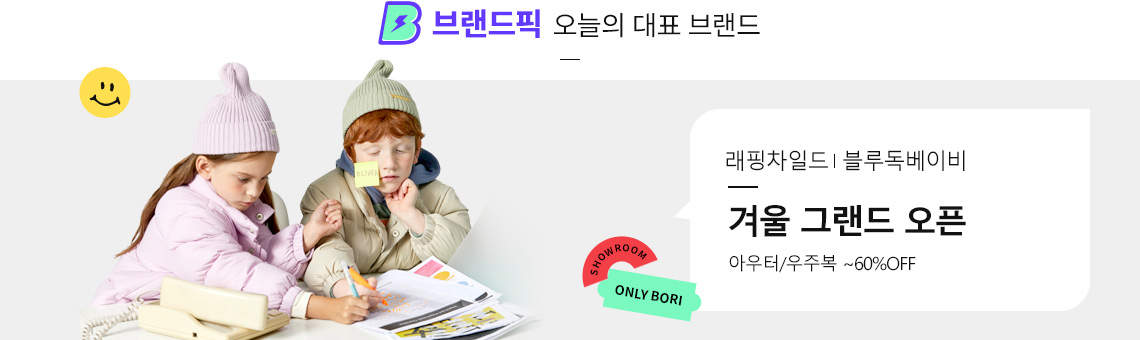 브랜드픽 오늘의 대표 브랜드
래핑차일드 | 블루독베이비
겨울 그랜드 오픈
아우터/우주복 ~60%OFF
SHOWROOM
ONLY BORI